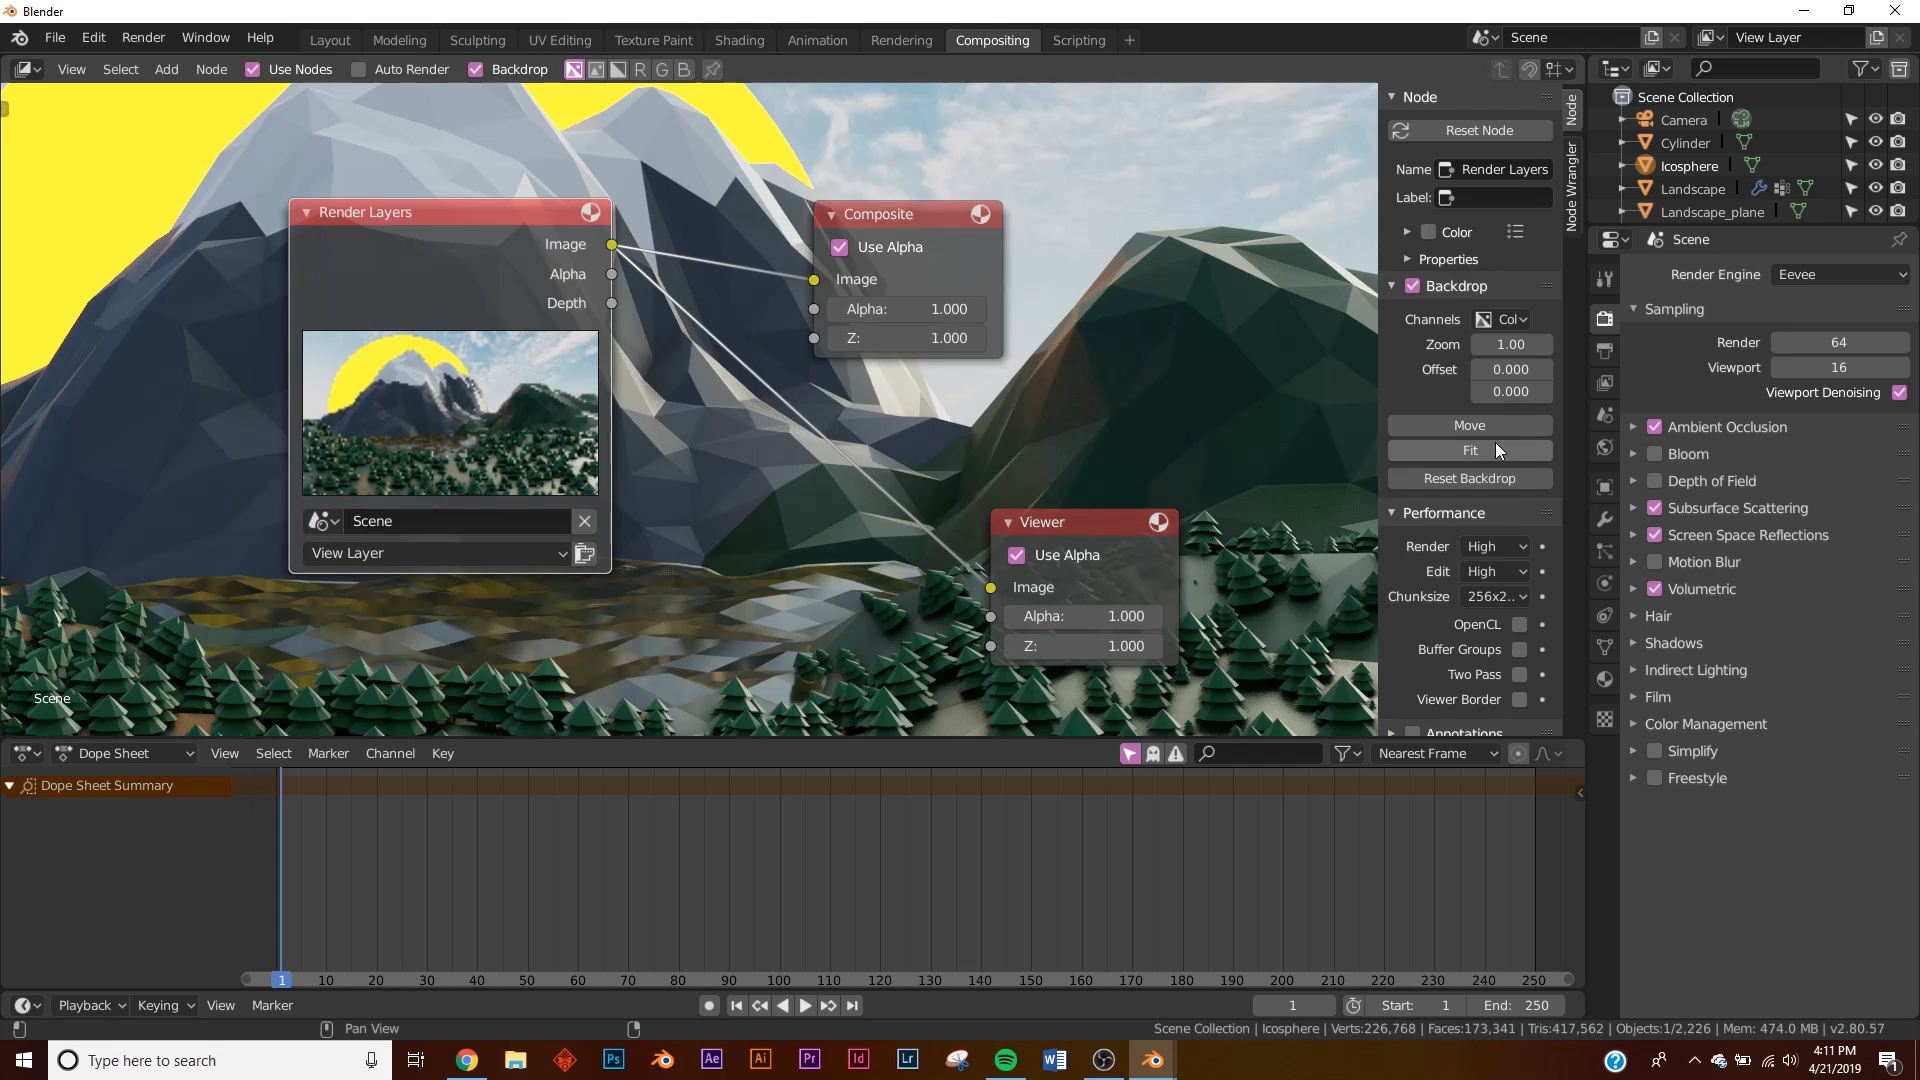 Blender
File Edit Render Window Help Layout Modeling Sculpting UV Editing Texture Paint Shading Animation Rendering Compositing Scripting + Scene View Layer
View Select Add Node Use Nodes Auto Render Backdrop R G B
Node
Reset Node
Name Render Layers
Label:
Color
Properties
Backdrop
Channels Col
Zoom 1.00
Offset 0.000
0.000
Move
Fit
Reset Backdrop
Performance
Render High
Edit High
Chunksize 256x2..
OpenCL
Buffer Groups
Two Pass
Viewer Border
Annotations
Node
Node Wrangler
Render Layers
Image
Alpha
Depth
Scene
View Layer
Composite
Use Alpha
Image
Alpha: 1.000
Z: 1.000
Viewer
Use Alpha
Image
Alpha: 1.000
Z: 1.000
Scene
Scene Collection
Camera
Cylinder
Icosphere
Landscape
Landscape_plane
Scene
Render Engine Eevee
Sampling
Render 64
Viewport 16
Viewport Denoising
Ambient Occlusion
Bloom
Depth of Field
Subsurface Scattering
Screen Space Reflections
Motion Blur
Volumetric
Hair
Shadows
Indirect Lighting
Film
Color Management
Simplify
Freestyle
Dope Sheet View Select Marker Channel Key Nearest Frame
Dope Sheet Summary
1 10 20 30 40 50 60 70 80 90 100 110 120 130 140 150 160 170 180 190 200 210 220 230 240 250
Playback Keying View Marker 1 Start: 1 End: 250
Pan View Scene Collection | Icosphere | Verts:226,768 | Faces:173,341 | Tris:417,562 | Objects:1/2,226 | Mem: 474.0 MB | v2.80.57
Type here to search Ps Ae Ai Pr Id Lr 4:11 PM
4/21/2019
1